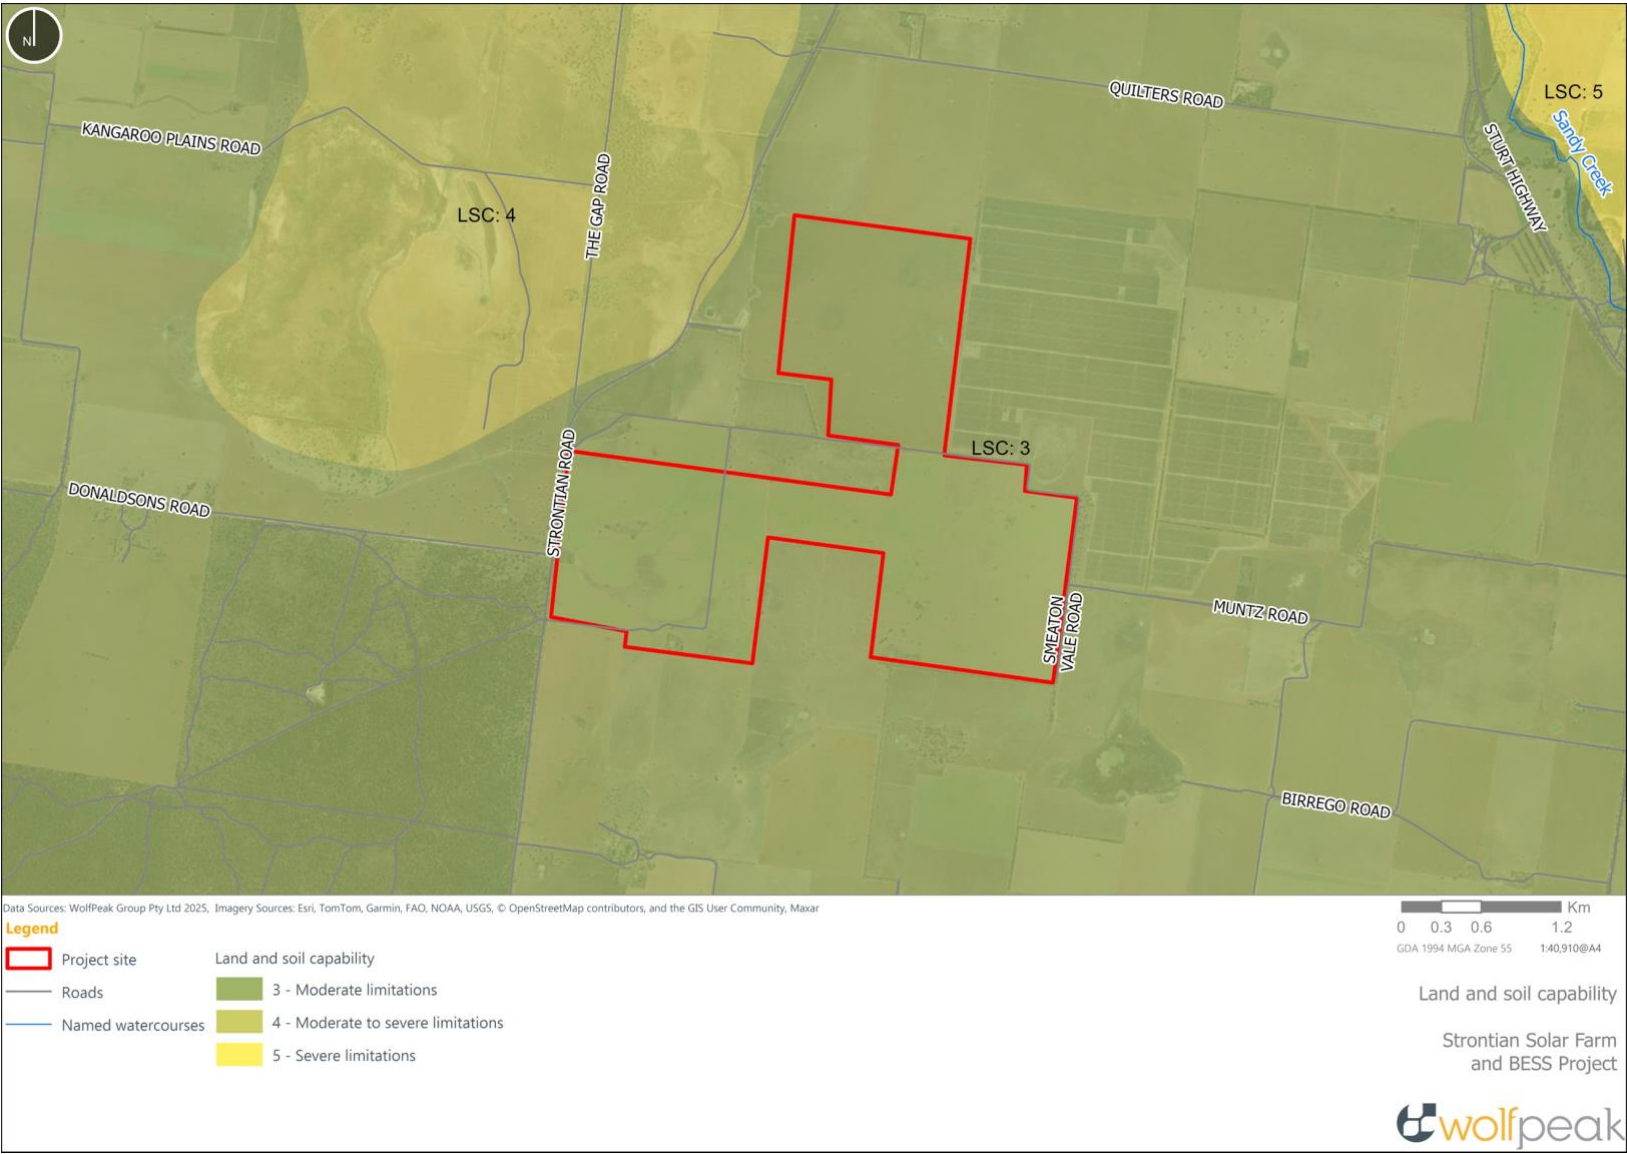 N
QUILTERS ROAD
LSC: 5
Sandy Creek
STURT HIGHWAY
KANGAROO PLAINS ROAD
THE GAP ROAD
LSC: 4
LSC: 3
STRONTIAN ROAD
DONALDSONS ROAD
SMEATON
VALE ROAD
MUNTZ ROAD
BIRREGO ROAD
Data Sources: WolfPeak Group Pty Ltd 2025, Imagery Sources: Esri, TomTom, Garmin, FAO, NOAA, USGS, © OpenStreetMap contributors, and the GIS User Community, Maxar
Legend
Project site
Roads
Named watercourses
Land and soil capability
3 - Moderate limitations
4 - Moderate to severe limitations
5 - Severe limitations
Km
0 0.3 0.6 1.2
GDA 1994 MGA Zone 55 1:40,910@A4
Land and soil capability
Strontian Solar Farm
and BESS Project
wolfpeak